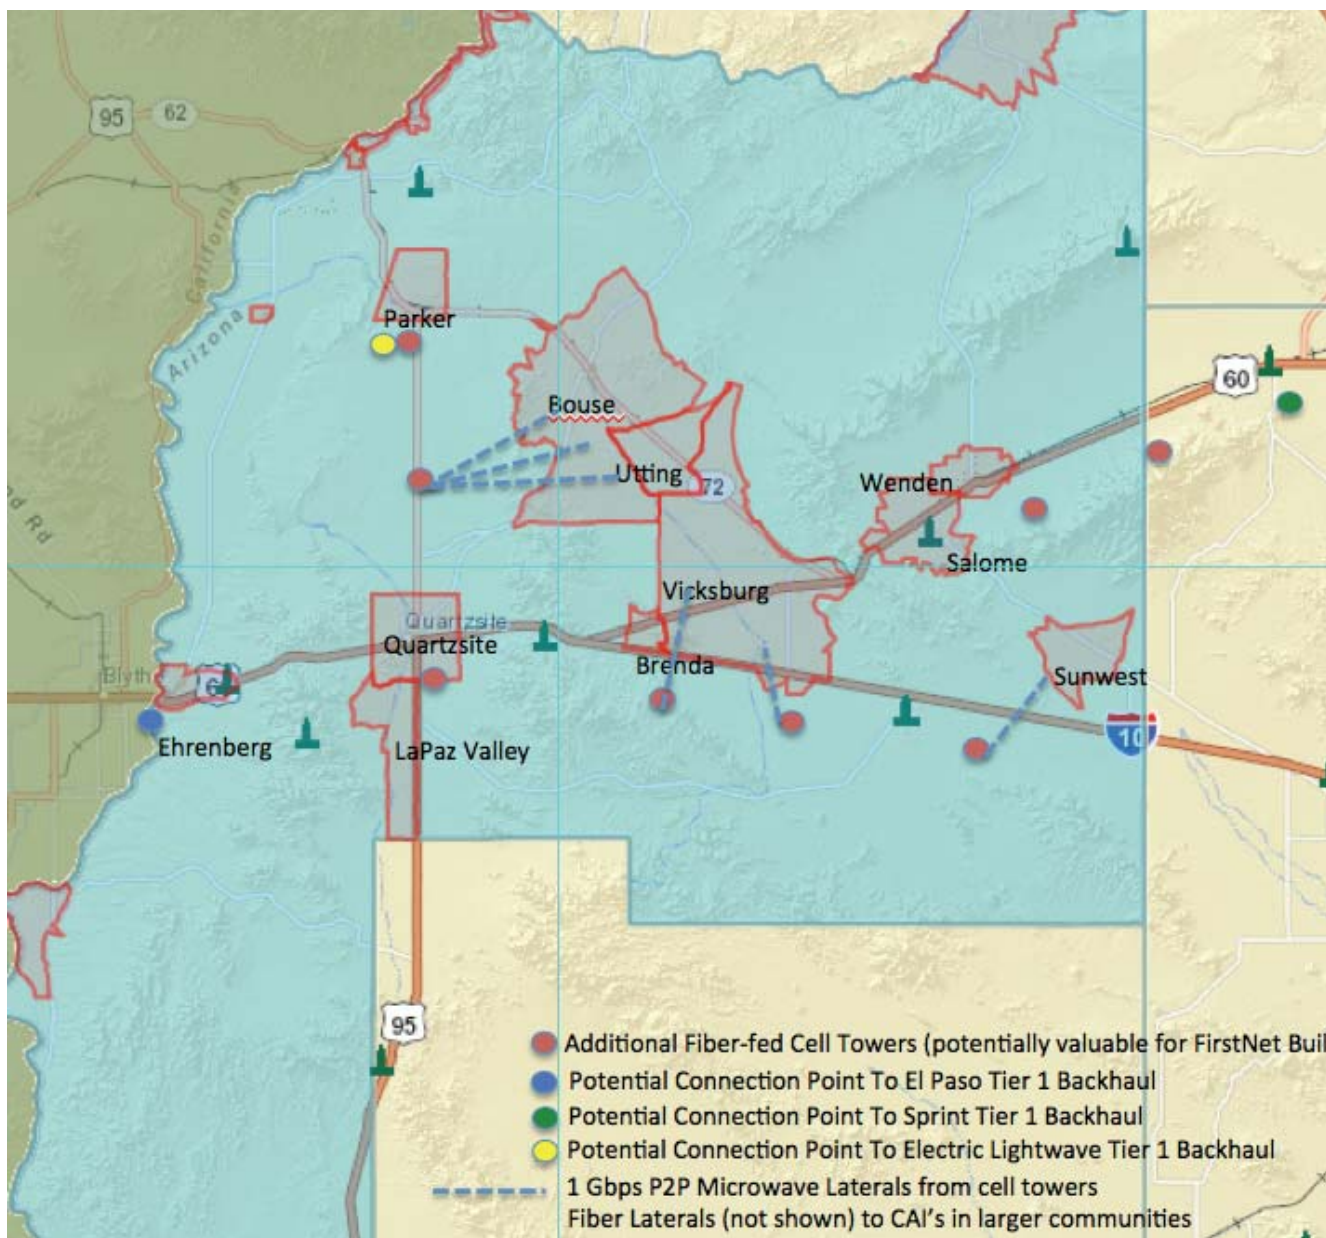 95
62
California
Arizona
Parker
60
Bouse
Utting
72
Wenden
Salome
Vicksburg
Quartzsite
Quartzsite
Brenda
Sunwest
Blyth
Ehrenberg
LaPaz Valley
10
nd Rd
95
Additional Fiber-fed Cell Towers (potentially valuable for FirstNet Buil
Potential Connection Point To El Paso Tier 1 Backhaul
Potential Connection Point To Sprint Tier 1 Backhaul
Potential Connection Point To Electric Lightwave Tier 1 Backhaul
1 Gbps P2P Microwave Laterals from cell towers
Fiber Laterals (not shown) to CAI's in larger communities